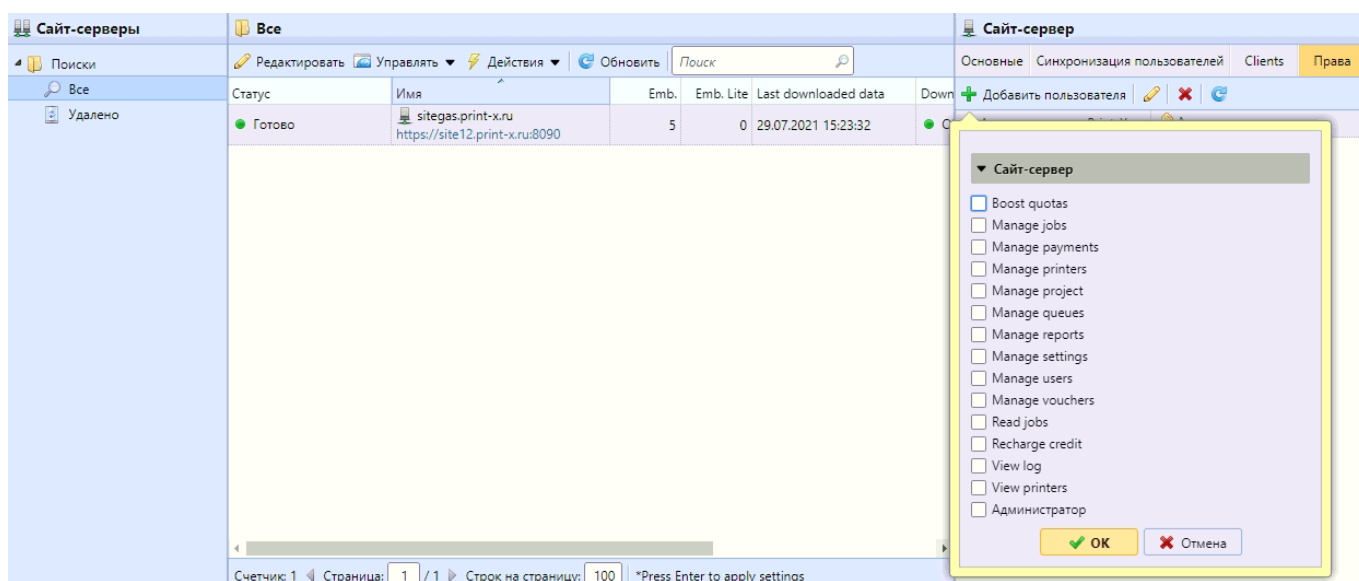 Сайт-серверы
Поиски
Все
Удалено
Все
Редактировать Управлять Действия Обновить Поиск
Статус Имя Emb. Emb. Lite Last downloaded data Down
Готово sitegas.print-x.ru 5 0 29.07.2021 15:23:32
https://site12.print-x.ru:8090
Счетчик: 1 Страница: 1 / 1 Строк на страницу: 100 *Press Enter to apply settings
Сайт-сервер
Основные Синхронизация пользователей Clients Права
Добавить пользователя
Сайт-сервер
Boost quotas
Manage jobs
Manage payments
Manage printers
Manage project
Manage queues
Manage reports
Manage settings
Manage users
Manage vouchers
Read jobs
Recharge credit
View log
View printers
Администратор
OK Отмена